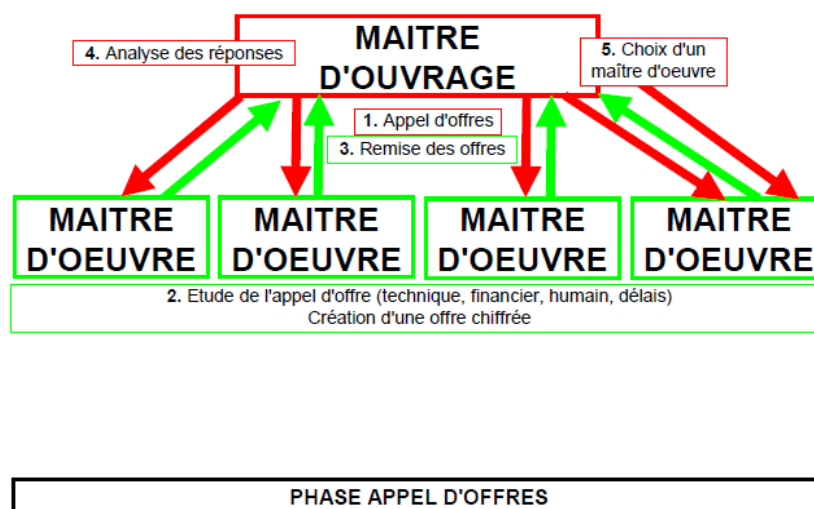 MAITRE
D'OUVRAGE
4. Analyse des réponses
5. Choix d'un
maître d'oeuvre
1. Appel d'offres
3. Remise des offres
MAITRE
D'OEUVRE
MAITRE
D'OEUVRE
MAITRE
D'OEUVRE
MAITRE
D'OEUVRE
2. Etude de l'appel d'offre (technique, financier, humain, délais)
Création d'une offre chiffrée
PHASE APPEL D'OFFRES